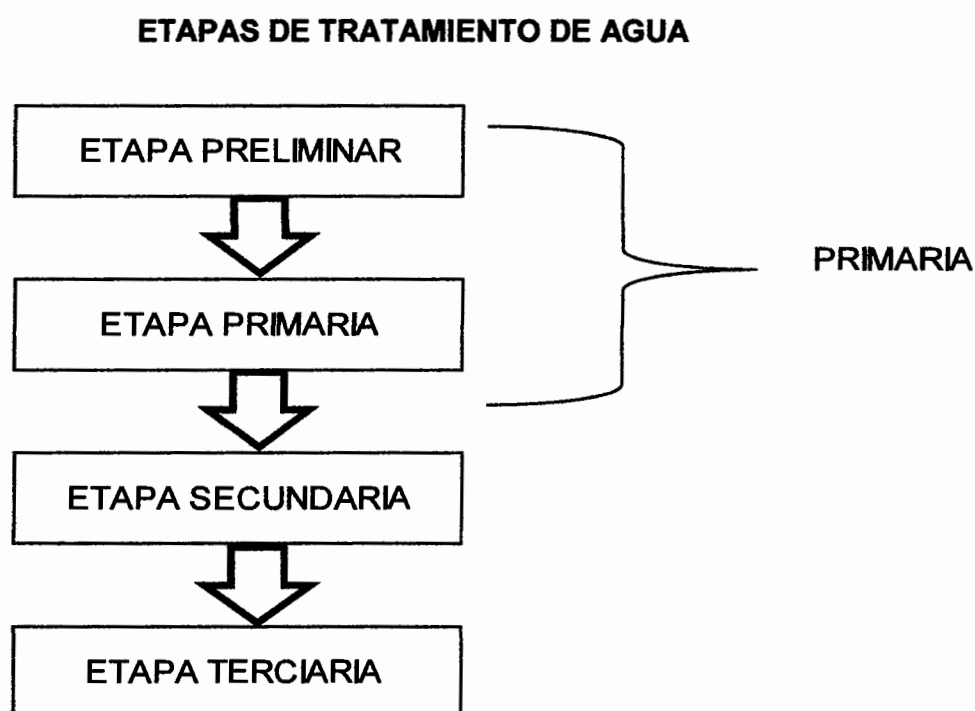 ETAPAS DE TRATAMIENTO DE AGUA
ETAPA PRELIMINAR
ETAPA PRIMARIA
PRIMARIA
ETAPA SECUNDARIA
ETAPA TERCIARIA